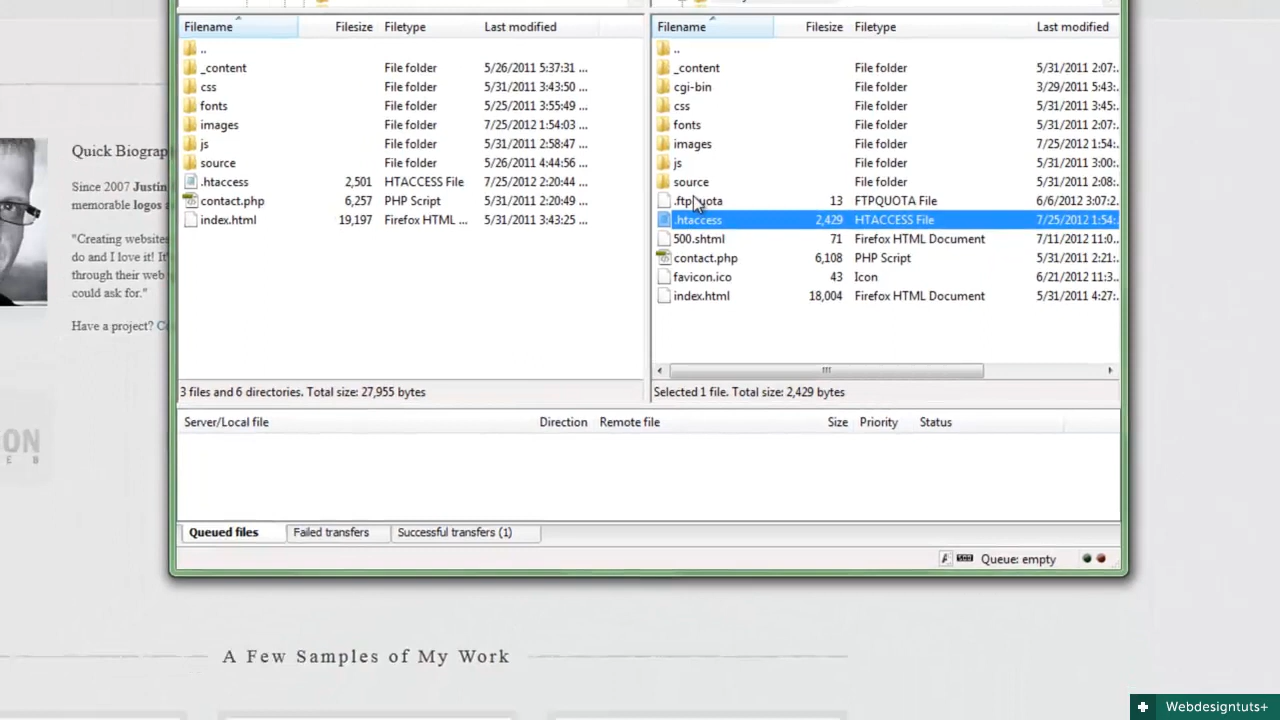 Filename Filesize Filetype Last modified
..
_content File folder 5/26/2011 5:37:31 ...
css File folder 5/31/2011 3:43:50 ...
fonts File folder 5/25/2011 3:55:49 ...
images File folder 7/25/2012 1:54:03 ...
js File folder 5/31/2011 2:58:47 ...
source File folder 5/26/2011 4:44:56 ...
.htaccess 2,501 HTACCESS File 7/25/2012 2:20:44 ...
contact.php 6,257 PHP Script 5/31/2011 2:20:49 ...
index.html 19,197 Firefox HTML ... 5/31/2011 3:43:25 ...
3 files and 6 directories. Total size: 27,955 bytes
Filename Filesize Filetype Last modified
..
_content File folder 5/31/2011 2:07:..
cgi-bin File folder 3/29/2011 5:43:..
css File folder 5/31/2011 3:45:..
fonts File folder 5/31/2011 2:07:..
images File folder 7/25/2012 1:54:..
js File folder 5/31/2011 3:00:..
source File folder 5/31/2011 2:08:..
.ftpquota 13 FTPQUOTA File 6/6/2012 3:07:2..
.htaccess 2,429 HTACCESS File 7/25/2012 1:54:..
500.shtml 71 Firefox HTML Document 7/11/2012 11:0..
contact.php 6,108 PHP Script 5/31/2011 2:21:..
favicon.ico 43 Icon 6/21/2012 11:3..
index.html 18,004 Firefox HTML Document 5/31/2011 4:27:..
Selected 1 file. Total size: 2,429 bytes
Server/Local file Direction Remote file Size Priority Status
Queued files Failed transfers Successful transfers (1)
Queue: empty
Quick Biograp
Since 2007 Justin
memorable logos
"Creating website
do and I love it! It'
through their web
could ask for."
Have a project? C
ON
A Few Samples of My Work
Webdesigntuts+